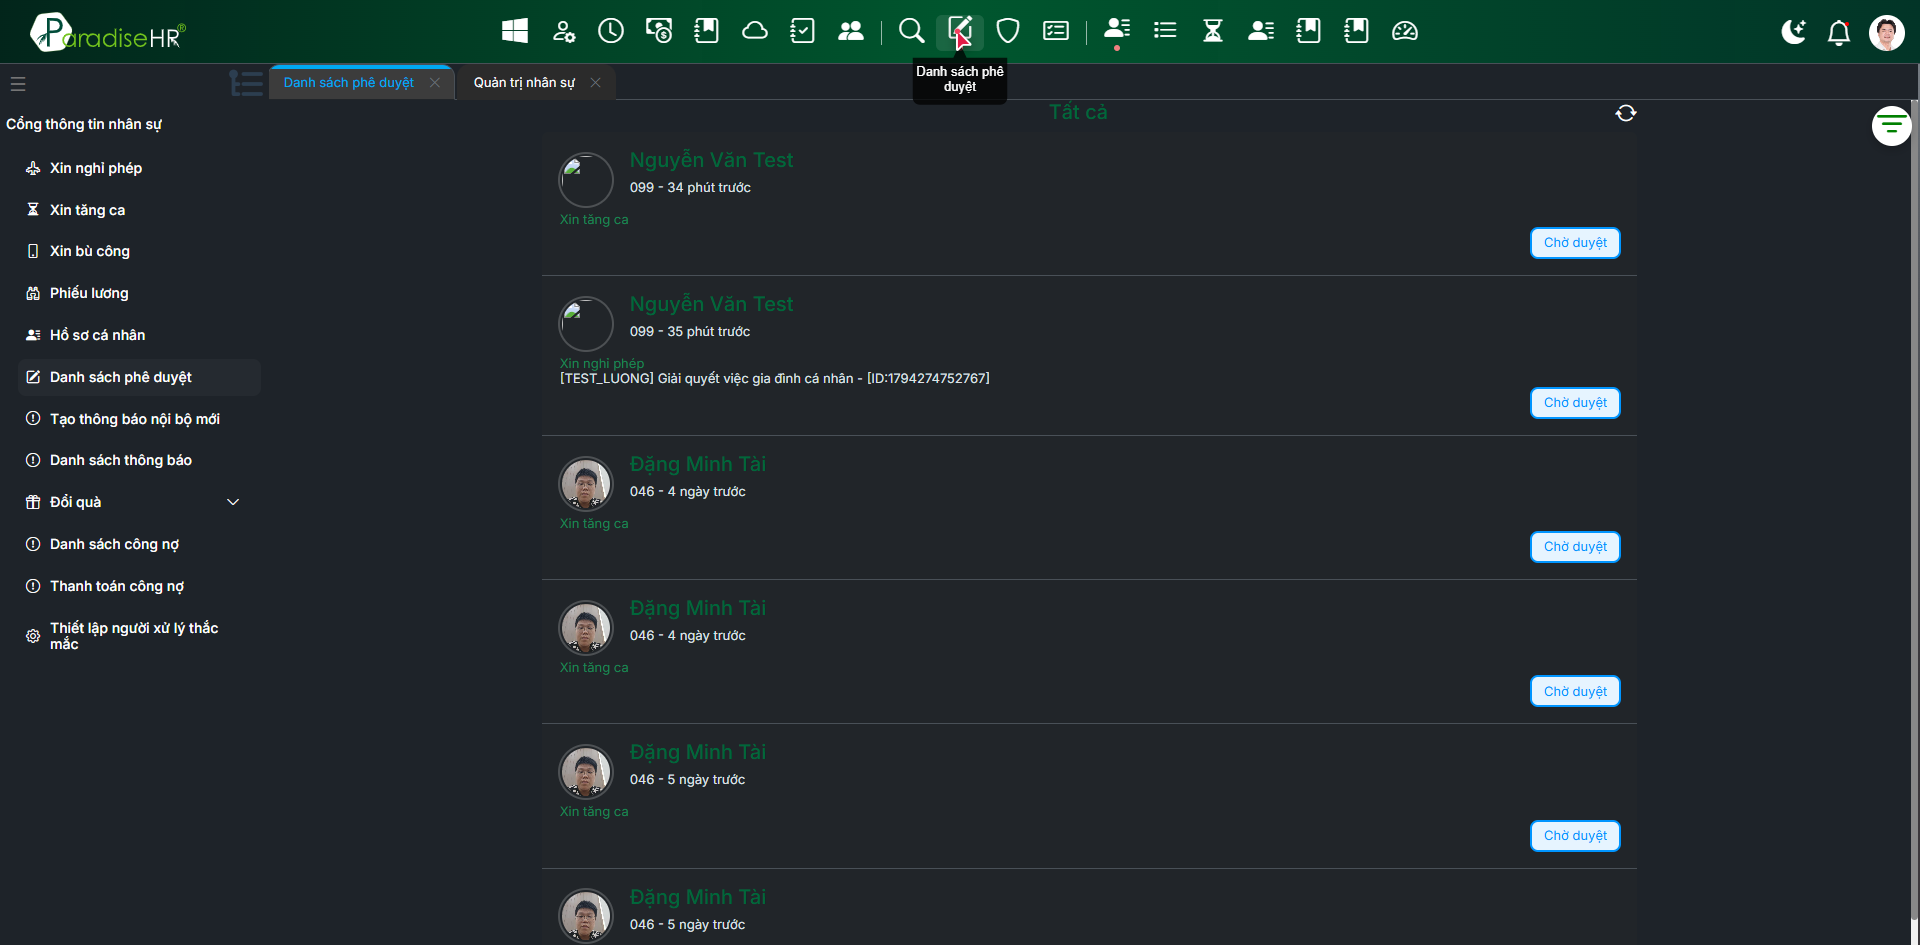 ParadiseHR®
Danh sách phê duyệt
Quản trị nhân sự
Danh sách phê
duyệt
Cổng thông tin nhân sự
Xin nghỉ phép
Xin tăng ca
Xin bù công
Phiếu lương
Hồ sơ cá nhân
Danh sách phê duyệt
Tạo thông báo nội bộ mới
Danh sách thông báo
Đổi quà
Danh sách công nợ
Thanh toán công nợ
Thiết lập người xử lý thắc
mắc
Tất cả
Nguyễn Văn Test
099 - 34 phút trước
Xin tăng ca
Chờ duyệt
Nguyễn Văn Test
099 - 35 phút trước
Xin nghỉ phép
[TEST_LUONG] Giải quyết việc gia đình cá nhân - [ID:1794274752767]
Chờ duyệt
Đặng Minh Tài
046 - 4 ngày trước
Xin tăng ca
Chờ duyệt
Đặng Minh Tài
046 - 4 ngày trước
Xin tăng ca
Chờ duyệt
Đặng Minh Tài
046 - 5 ngày trước
Xin tăng ca
Chờ duyệt
Đặng Minh Tài
046 - 5 ngày trước